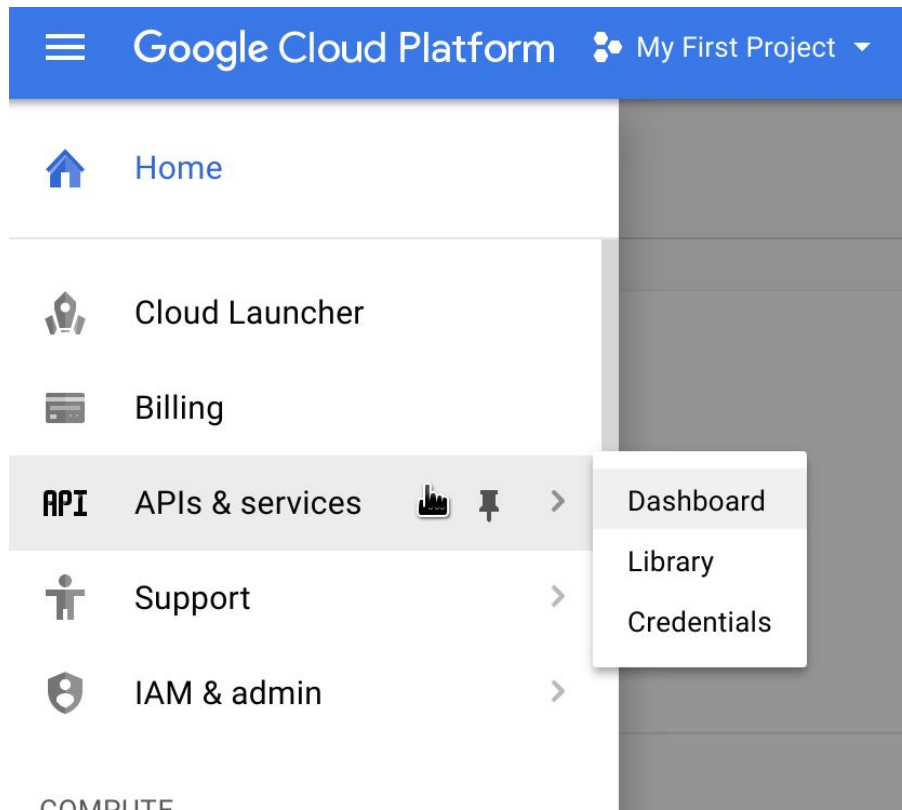 Google Cloud Platform My First Project
Home
Cloud Launcher
Billing
API APIs & services
Dashboard
Library
Credentials
Support
IAM & admin
COMPUTE